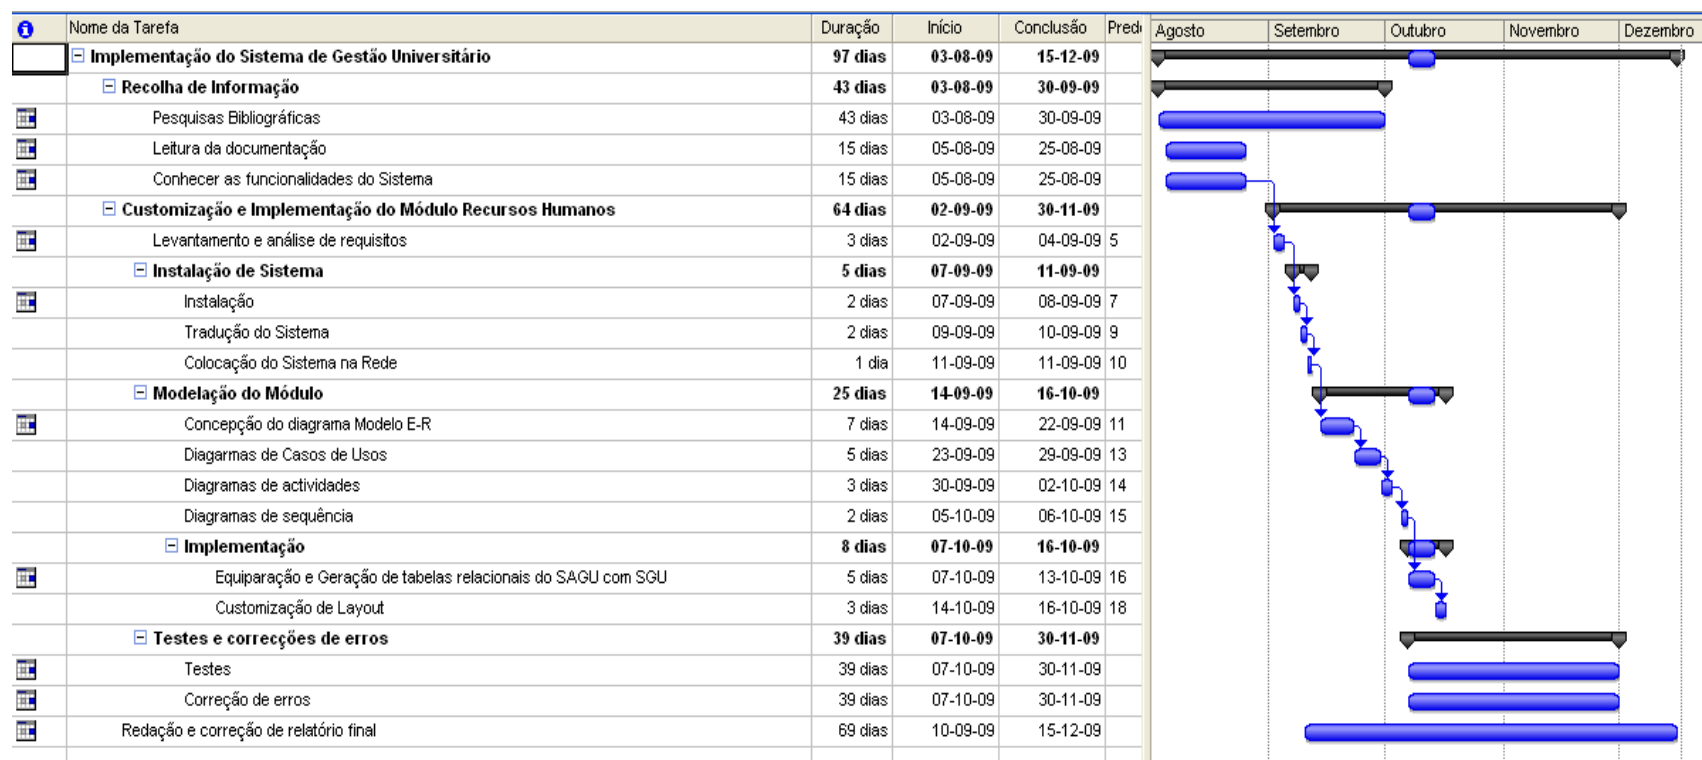 Nome da Tarefa Duração Início Conclusão Pred Agosto Setembro Outubro Novembro Dezembro
Implementação do Sistema de Gestão Universitário 97 dias 03-08-09 15-12-09
Recolha de Informação 43 dias 03-08-09 30-09-09
Pesquisas Bibliográficas 43 dias 03-08-09 30-09-09
Leitura da documentação 15 dias 05-08-09 25-08-09
Conhecer as funcionalidades do Sistema 15 dias 05-08-09 25-08-09
Customização e Implementação do Módulo Recursos Humanos 64 dias 02-09-09 30-11-09
Levantamento e análise de requisitos 3 dias 02-09-09 04-09-09 5
Instalação de Sistema 5 dias 07-09-09 11-09-09
Instalação 2 dias 07-09-09 08-09-09 7
Tradução do Sistema 2 dias 09-09-09 10-09-09 9
Colocação do Sistema na Rede 1 dia 11-09-09 11-09-09 10
Modelação do Módulo 25 dias 14-09-09 16-10-09
Concepção do diagrama Modelo E-R 7 dias 14-09-09 22-09-09 11
Diagarmas de Casos de Usos 5 dias 23-09-09 29-09-09 13
Diagramas de actividades 3 dias 30-09-09 02-10-09 14
Diagramas de sequência 2 dias 05-10-09 06-10-09 15
Implementação 8 dias 07-10-09 16-10-09
Equiparação e Geração de tabelas relacionais do SAGU com SGU 5 dias 07-10-09 13-10-09 16
Customização de Layout 3 dias 14-10-09 16-10-09 18
Testes e correcções de erros 39 dias 07-10-09 30-11-09
Testes 39 dias 07-10-09 30-11-09
Correção de erros 39 dias 07-10-09 30-11-09
Redação e correção de relatório final 69 dias 10-09-09 15-12-09